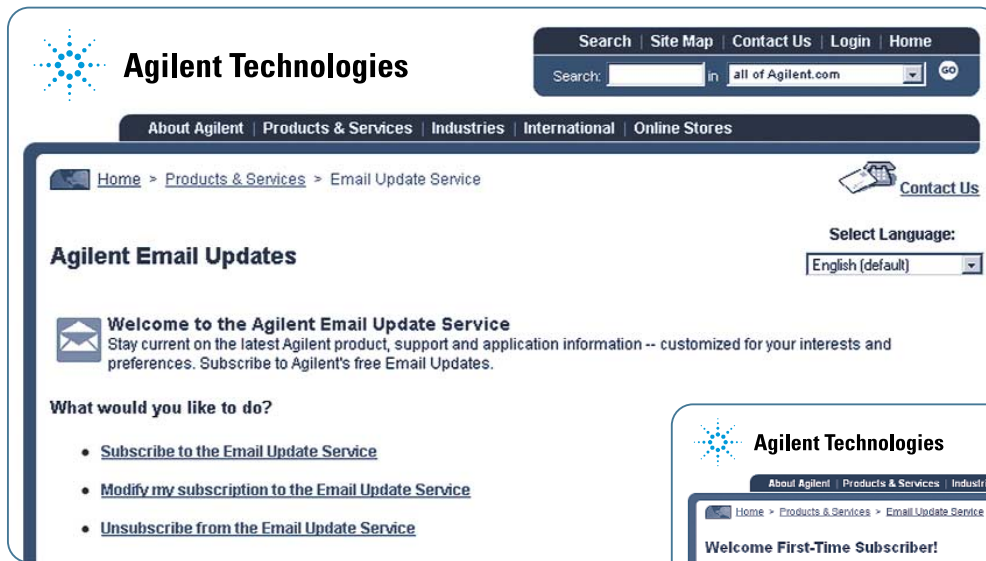 Agilent Technologies
Search | Site Map | Contact Us | Login | Home
Search: in all of Agilent.com GO
About Agilent | Products & Services | Industries | International | Online Stores
Home > Products & Services > Email Update Service
Contact Us
Select Language:
English (default)
Agilent Email Updates
Welcome to the Agilent Email Update Service
Stay current on the latest Agilent product, support and application information -- customized for your interests and
preferences. Subscribe to Agilent's free Email Updates.
What would you like to do?
• Subscribe to the Email Update Service
• Modify my subscription to the Email Update Service
• Unsubscribe from the Email Update Service
Agilent Technologies
About Agilent | Products & Services | Industri
Home > Products & Services > Email Update Service
Welcome First-Time Subscriber!